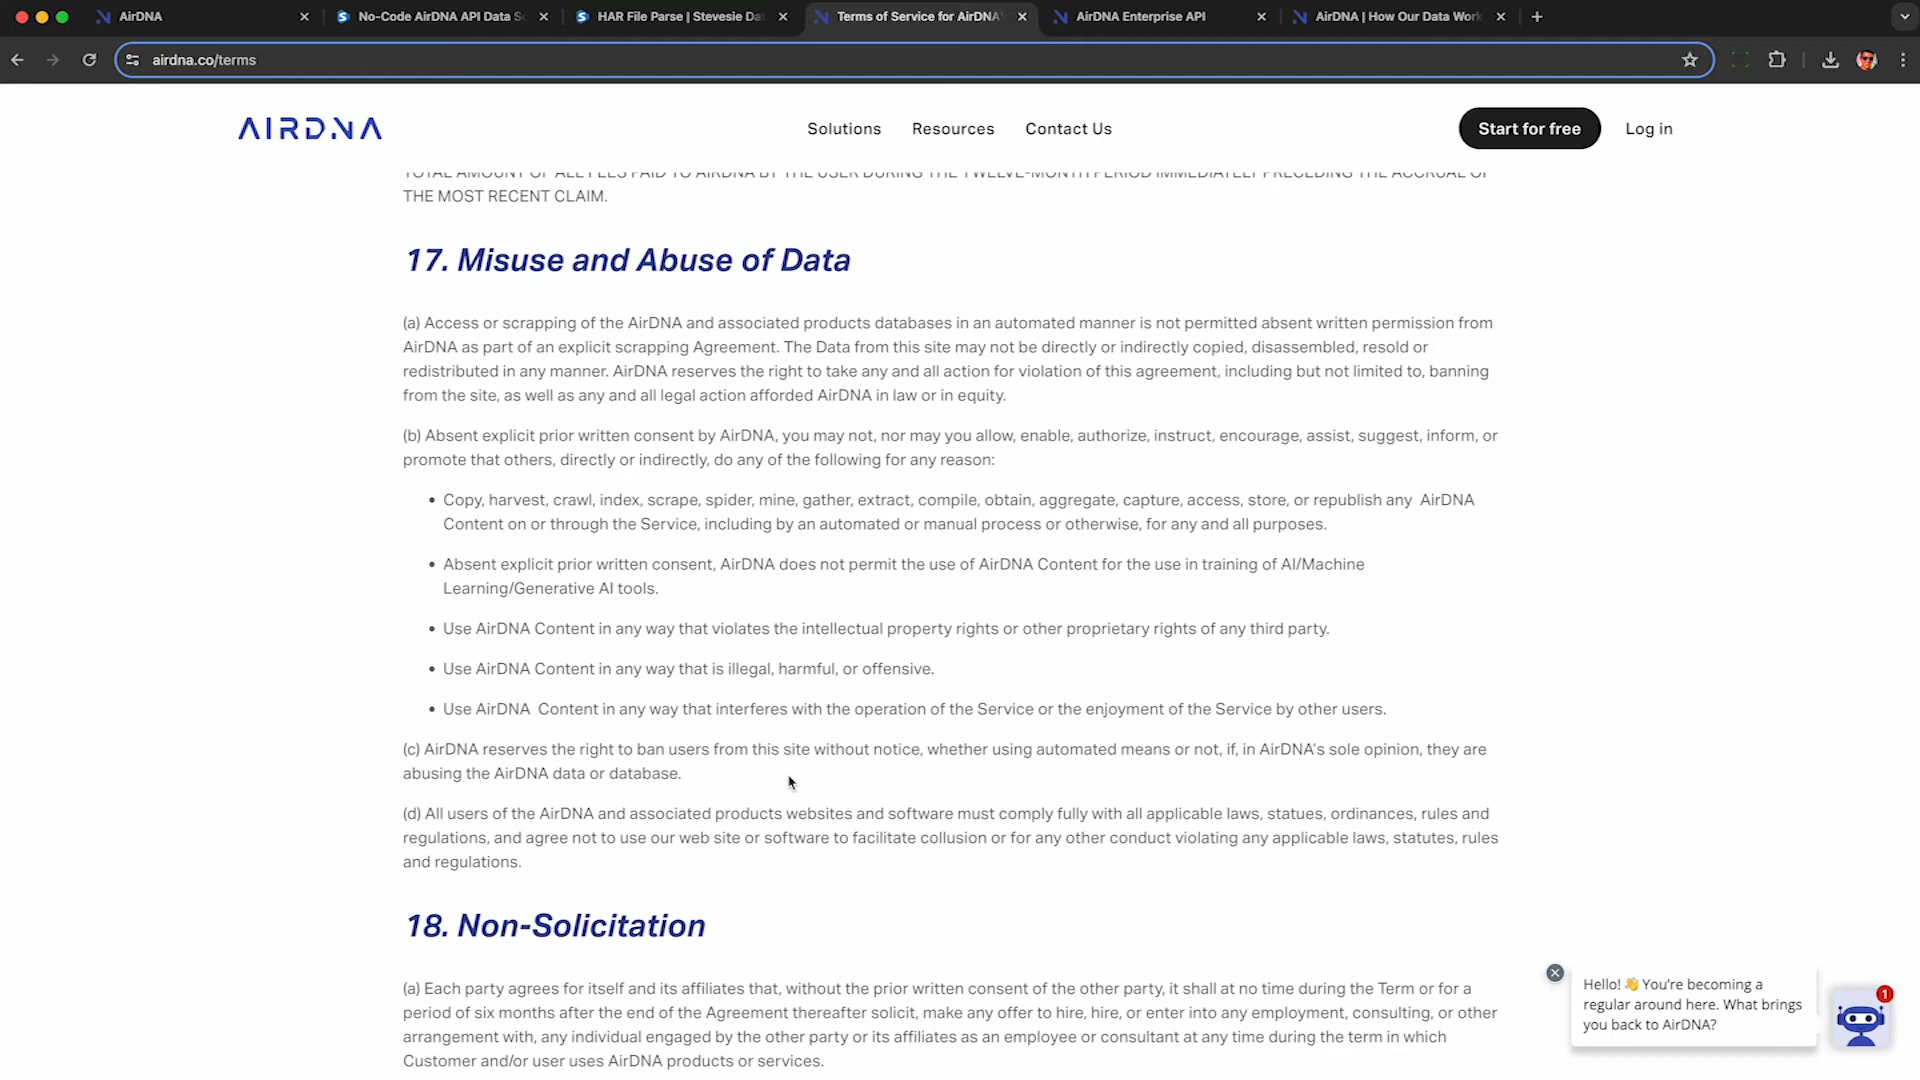 AirDNA
No-Code AirDNA API Data Sc
HAR File Parse | Stevesie Dat
Terms of Service for AirDNA'
AirDNA Enterprise API
AirDNA | How Our Data Work
airdna.co/terms
AIRDNA
Solutions
Resources
Contact Us
Start for free
Log in
TOTAL AMOUNT OF ALL FEES PAID TO AIRDNA BY THE USER DURING THE TWELVE-MONTH PERIOD IMMEDIATELY PRECEDING THE ACCRUAL OF
THE MOST RECENT CLAIM.
17. Misuse and Abuse of Data
(a) Access or scrapping of the AirDNA and associated products databases in an automated manner is not permitted absent written permission from
AirDNA as part of an explicit scrapping Agreement. The Data from this site may not be directly or indirectly copied, disassembled, resold or
redistributed in any manner. AirDNA reserves the right to take any and all action for violation of this agreement, including but not limited to, banning
from the site, as well as any and all legal action afforded AirDNA in law or in equity.
(b) Absent explicit prior written consent by AirDNA, you may not, nor may you allow, enable, authorize, instruct, encourage, assist, suggest, inform, or
promote that others, directly or indirectly, do any of the following for any reason:
• Copy, harvest, crawl, index, scrape, spider, mine, gather, extract, compile, obtain, aggregate, capture, access, store, or republish any AirDNA
Content on or through the Service, including by an automated or manual process or otherwise, for any and all purposes.
• Absent explicit prior written consent, AirDNA does not permit the use of AirDNA Content for the use in training of AI/Machine
Learning/Generative AI tools.
• Use AirDNA Content in any way that violates the intellectual property rights or other proprietary rights of any third party.
• Use AirDNA Content in any way that is illegal, harmful, or offensive.
• Use AirDNA Content in any way that interferes with the operation of the Service or the enjoyment of the Service by other users.
(c) AirDNA reserves the right to ban users from this site without notice, whether using automated means or not, if, in AirDNA's sole opinion, they are
abusing the AirDNA data or database.
(d) All users of the AirDNA and associated products websites and software must comply fully with all applicable laws, statues, ordinances, rules and
regulations, and agree not to use our web site or software to facilitate collusion or for any other conduct violating any applicable laws, statutes, rules
and regulations.
18. Non-Solicitation
(a) Each party agrees for itself and its affiliates that, without the prior written consent of the other party, it shall at no time during the Term or for a
period of six months after the end of the Agreement thereafter solicit, make any offer to hire, hire, or enter into any employment, consulting, or other
arrangement with, any individual engaged by the other party or its affiliates as an employee or consultant at any time during the term in which
Customer and/or user uses AirDNA products or services.
Hello! 👋 You're becoming a
regular around here. What brings
you back to AirDNA?
1